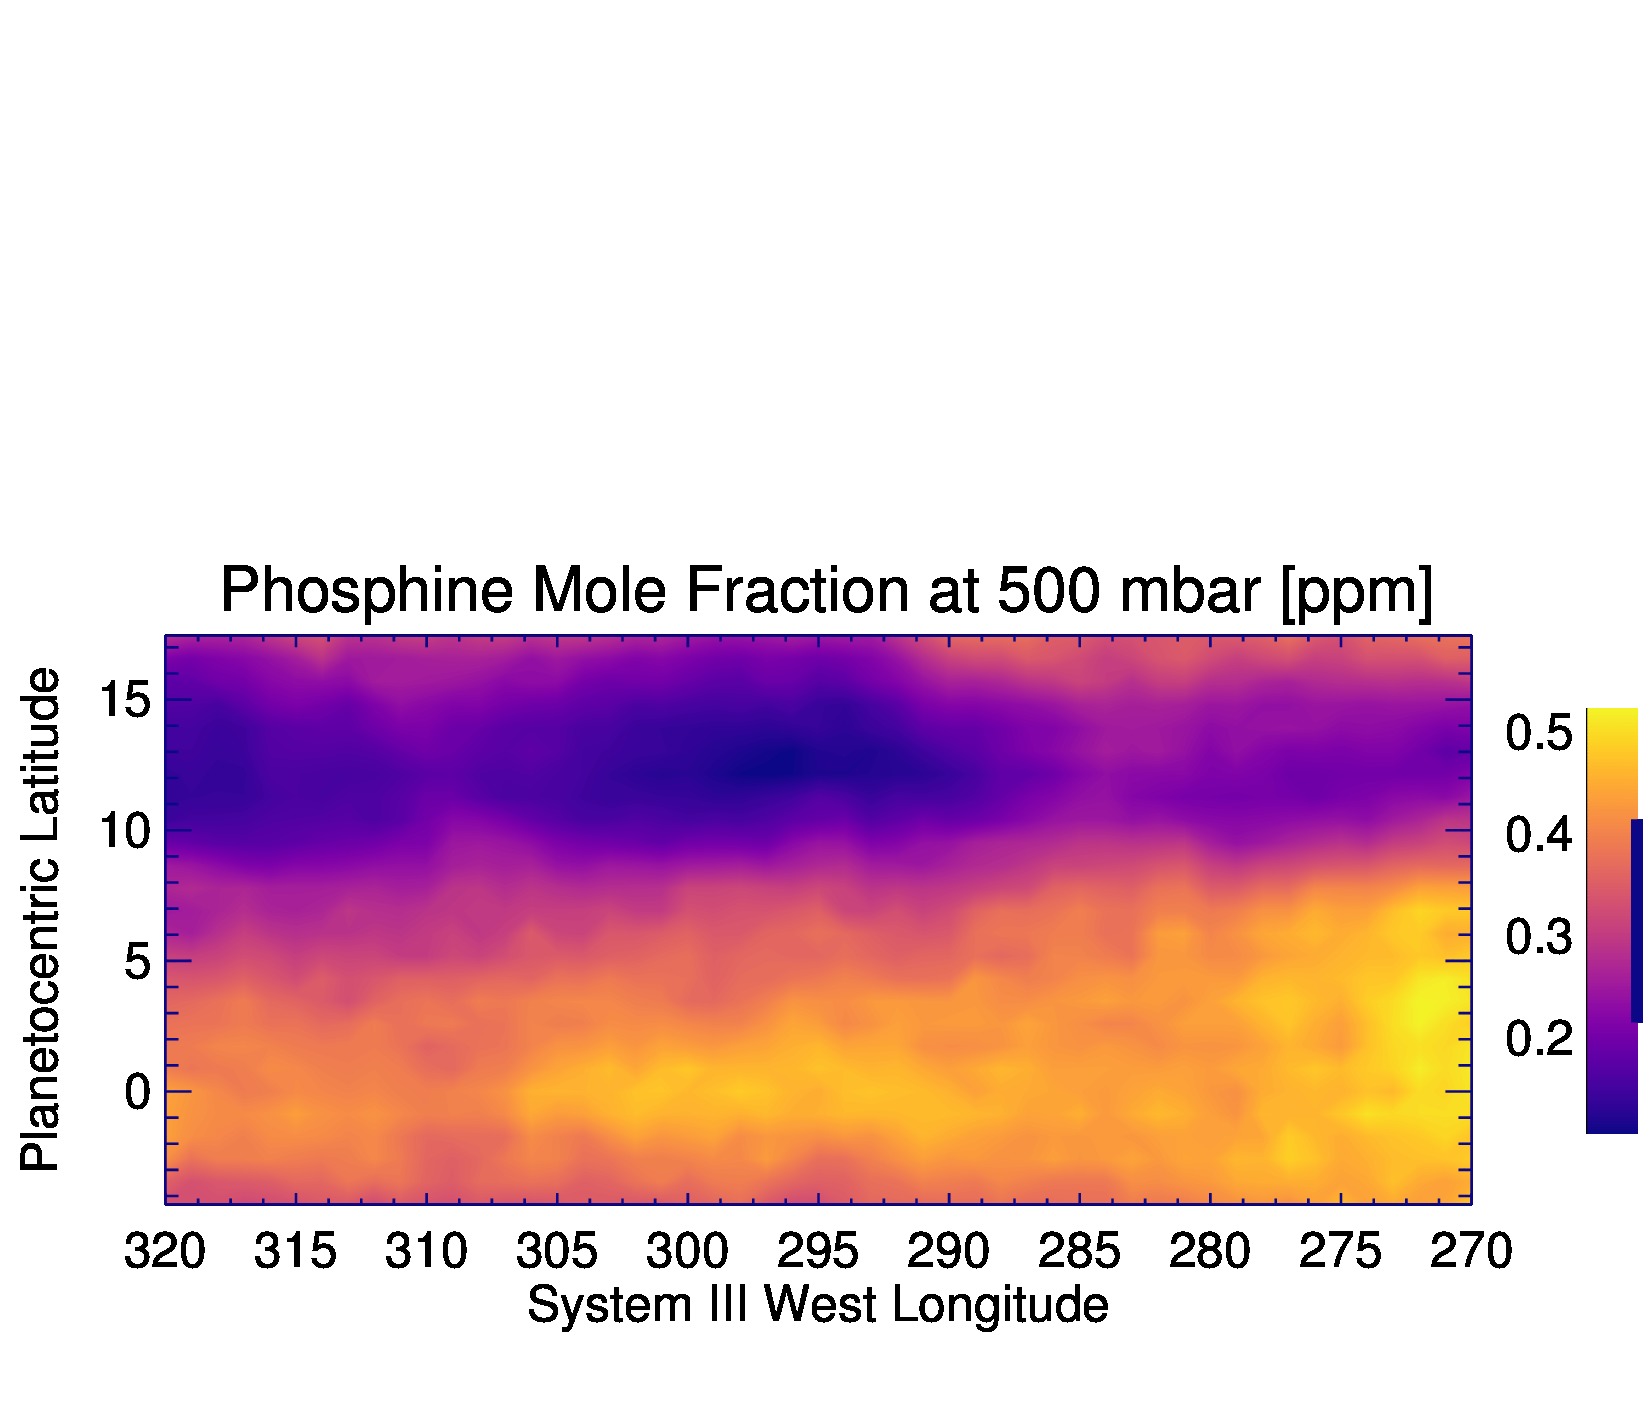 Phosphine Mole Fraction at 500 mbar [ppm]
Planetocentric Latitude
15
10
5
0
320 315 310 305 300 295 290 285 280 275 270
System III West Longitude
0.5
0.4
0.3
0.2